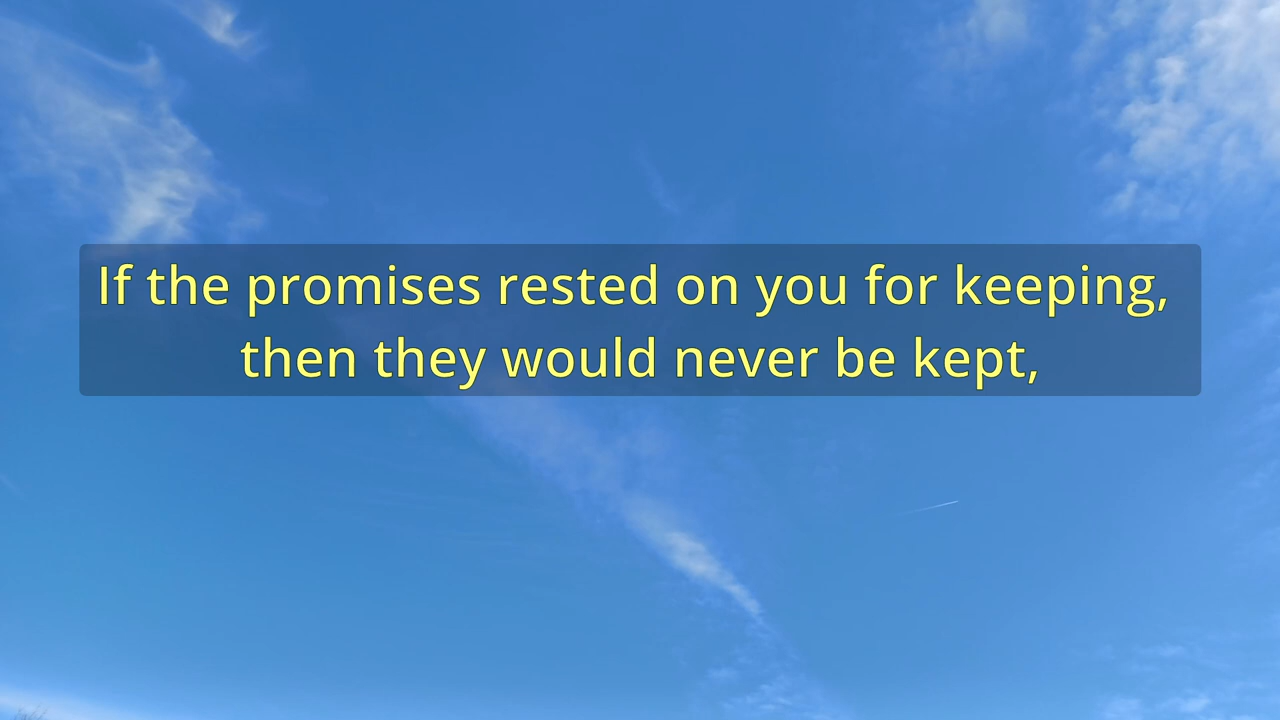 If the promises rested on you for keeping,
then they would never be kept,